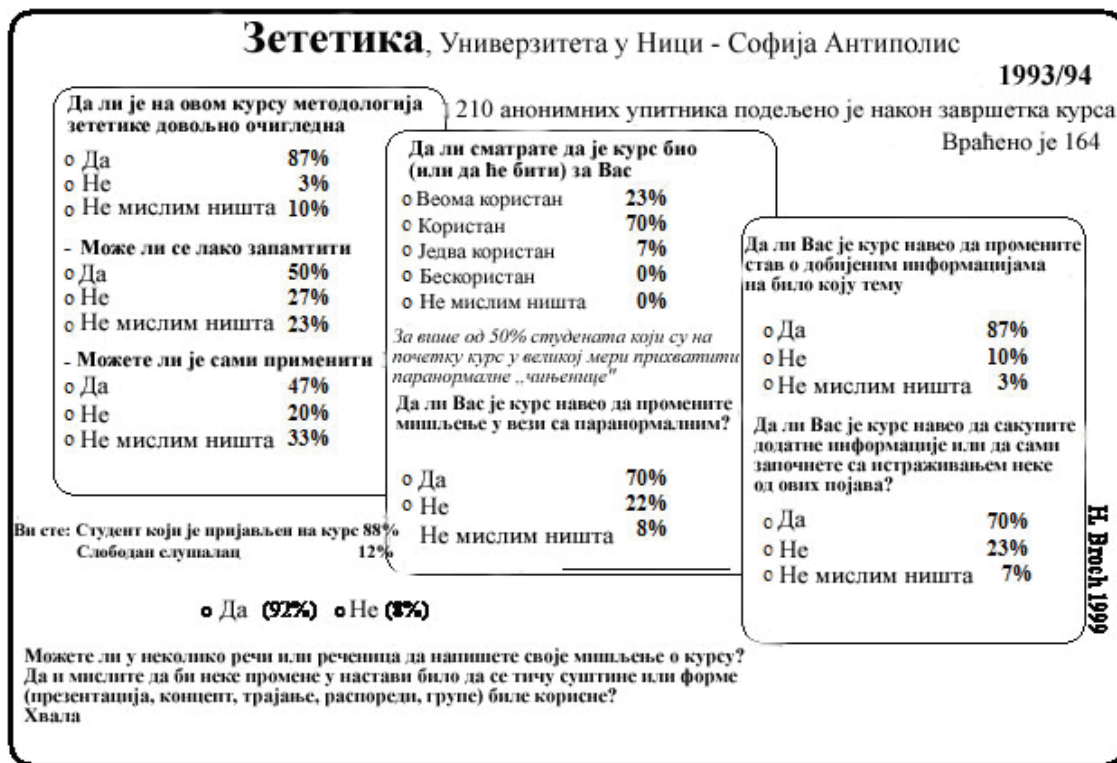 Зететика, Универзитета у Ници - Софија Антиполис
1993/94
210 анонимних упитника подељено је након завршетка курса
Враћено је 164
Да ли је на овом курсу методологија
зететике довољно очигледна
o Да 87%
o Не 3%
o Не мислим ништа 10%
- Може ли се лако запамтити
o Да 50%
o Не 27%
o Не мислим ништа 23%
- Можете ли је сами применити
o Да 47%
o Не 20%
o Не мислим ништа 33%
Да ли сматрате да је курс био
(или да ће бити) за Вас
o Веома користан 23%
o Користан 70%
o Једва користан 7%
o Бескористан 0%
o Не мислим ништа 0%
За више од 50% студената који су на
почетку курс у великој мери прихватити
паранормалне „чињенице"
Да ли Вас је курс навео да промените
мишљење у вези са паранормалним?
o Да 70%
o Не 22%
Не мислим ништа 8%
Да ли Вас је курс навео да промените
став о добијеним информацијама
на било коју тему
o Да 87%
o Не 10%
o Не мислим ништа 3%
Да ли Вас је курс навео да сакупите
додатне информације или да сами
започнете са истраживањем неке
од ових појава?
o Да 70%
o Не 23%
o Не мислим ништа 7%
Ви сте: Студент који је пријављен на курс 88%
Слободан слушалац 12%
o Да (92%) o Не (8%)
Можете ли у неколико речи или реченица да напишете своје мишљење о курсу?
Да и мислите да би неке промене у настави било да се тичу суштине или форме
(презентација, концепт, трајање, распореди, групе) биле корисне?
Хвала
H. Broch 1999